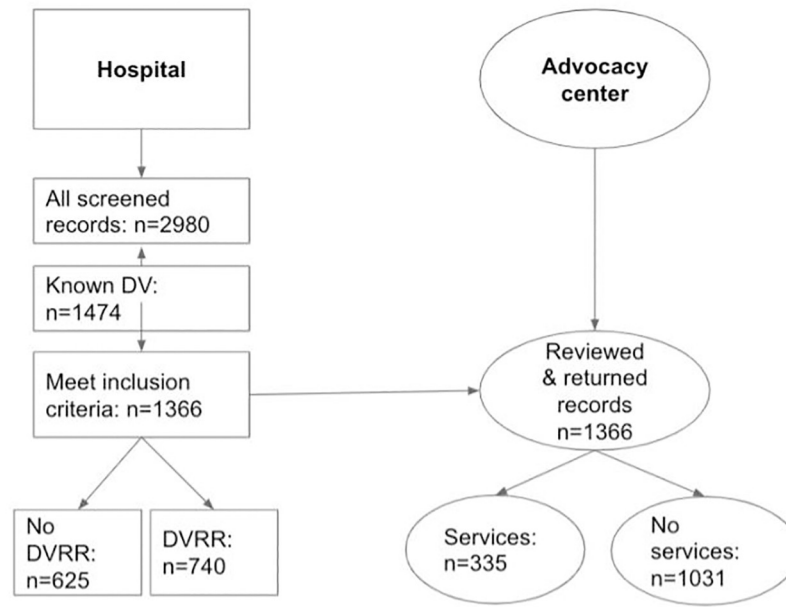 Hospital
Advocacy
center
All screened
records: n=2980
Known DV:
n=1474
Meet inclusion
criteria: n=1366
Reviewed
& returned
records
n=1366
No
DVRR:
n=625
DVRR:
n=740
Services:
n=335
No
services:
n=1031